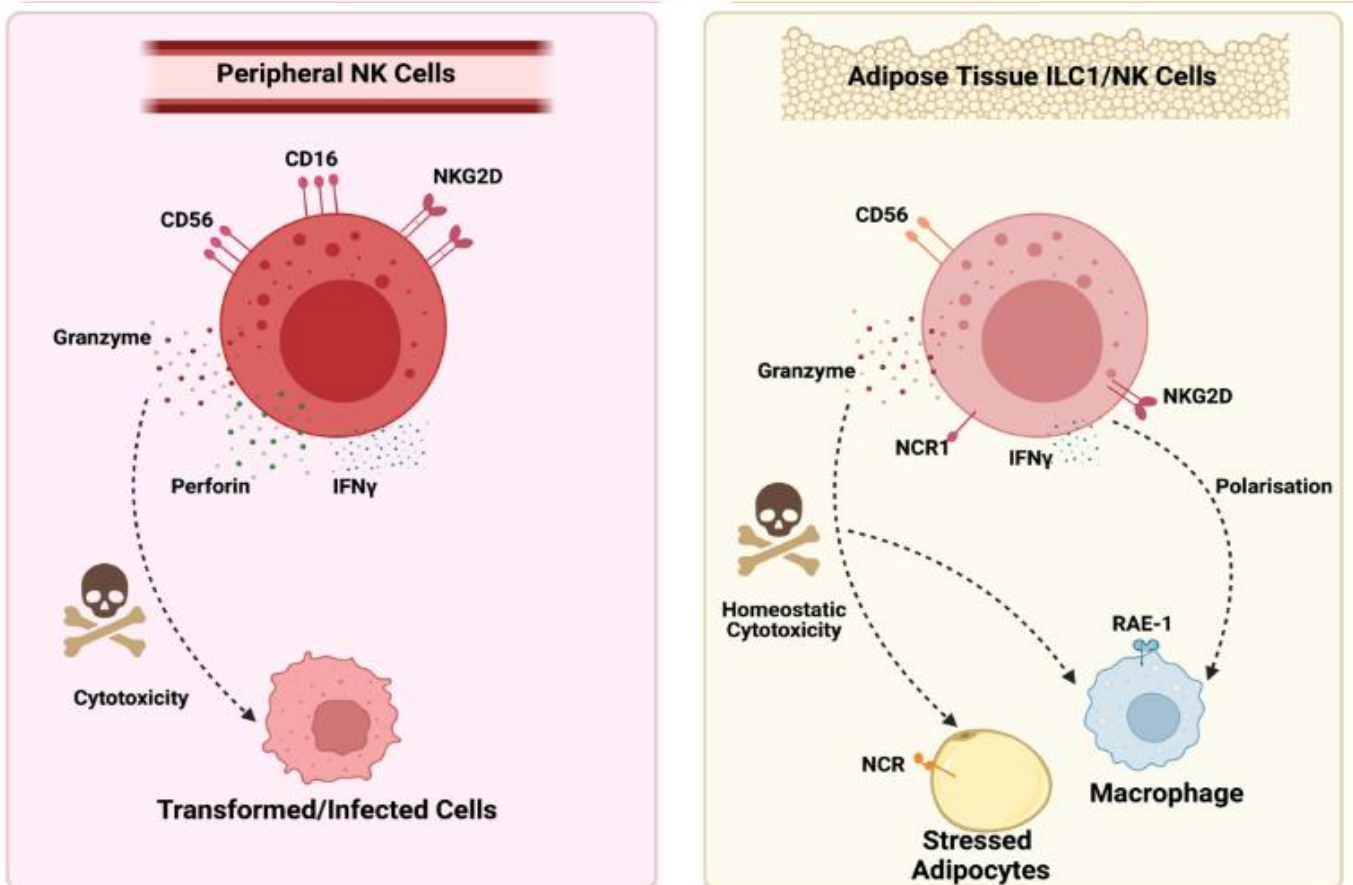 Peripheral NK Cells
CD16
NKG2D
CD56
Granzyme
Perforin
IFNγ
Cytotoxicity
Transformed/Infected Cells
Adipose Tissue ILC1/NK Cells
CD56
Granzyme
NKG2D
NCR1
IFNγ
Polarisation
Homeostatic
Cytotoxicity
RAE-1
NCR
Macrophage
Stressed
Adipocytes